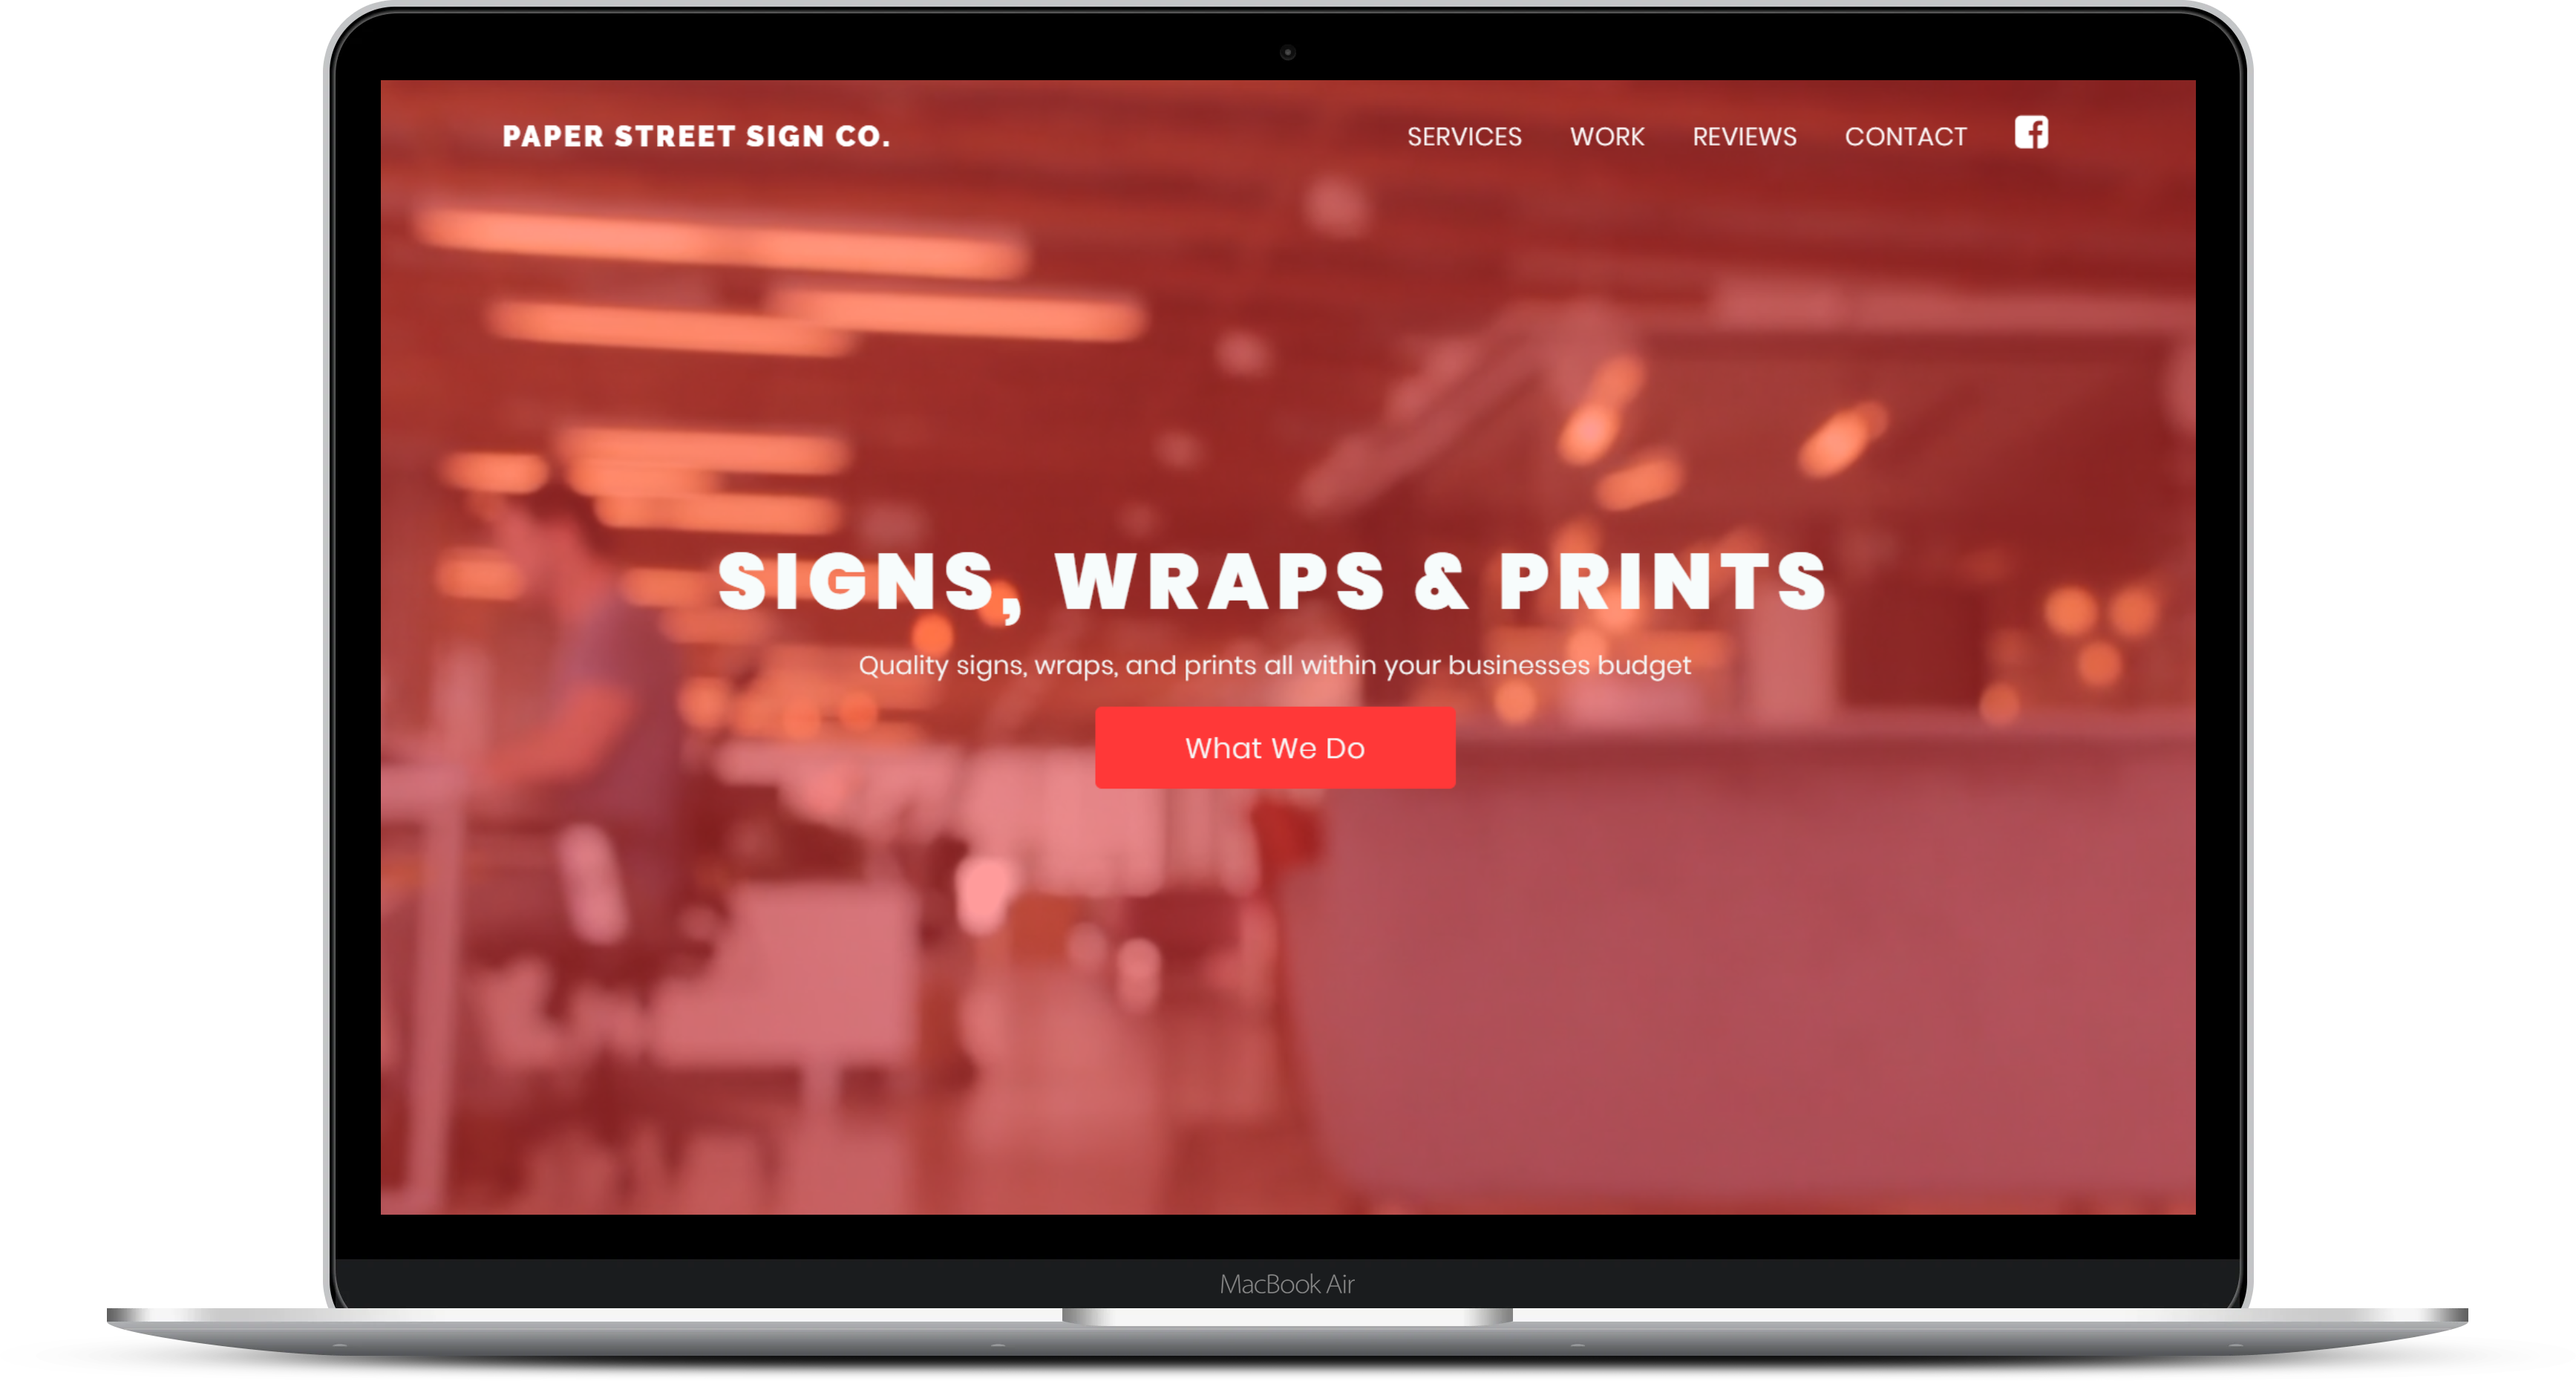 PAPER STREET SIGN CO.
SERVICES WORK REVIEWS CONTACT
SIGNS, WRAPS & PRINTS
Quality signs, wraps, and prints all within your businesses budget
What We Do
MacBook Air